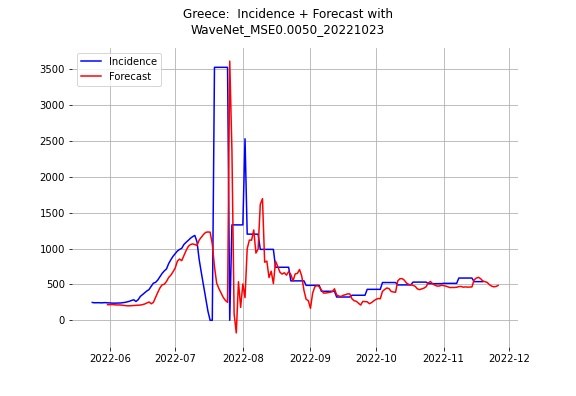 Greece:  Incidence + Forecast with
WaveNet_MSE0.0050_20221023
Incidence
Forecast
3500
3000
2500
2000
1500
1000
500
0
2022-06 2022-07 2022-08 2022-09 2022-10 2022-11 2022-12